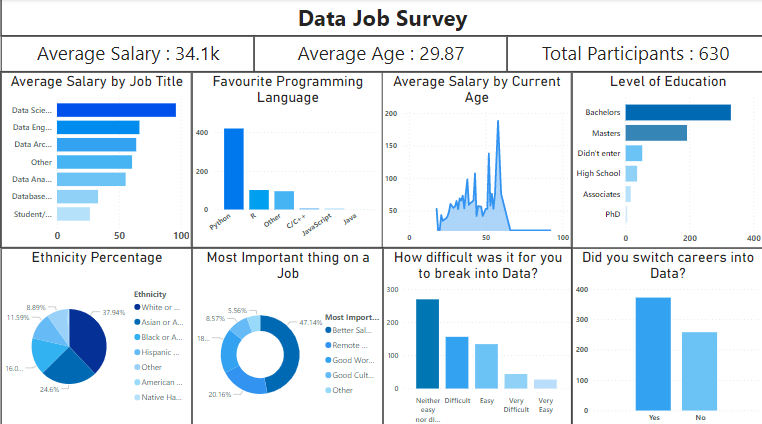 Data Job Survey
Average Salary : 34.1k
Average Age : 29.87
Total Participants : 630
Average Salary by Job Title
Data Scie...
Data Eng...
Data Arc...
Other
Data Ana...
Database...
Student/...
0 50 100
Favourite Programming
Language
400
200
0
Python R Other C/C++ JavaScript Java
Average Salary by Current
Age
200
150
100
50
0 50 100
Level of Education
Bachelors
Masters
Didn't enter
High School
Associates
PhD
0 200 400
Ethnicity Percentage
8.89%
11.59%
16.0...
24.6%
37.94%
Ethnicity
White or ...
Asian or A...
Black or A...
Hispanic ...
Other
American ...
Native Ha...
Most Important thing on a
Job
5.56%
8.57%
18....
20.16%
47.14%
Most Import...
Better Sal...
Remote ...
Good Wor...
Good Cult...
Other
How difficult was it for you
to break into Data?
300
200
100
0
Neither
easy
nor di...
Difficult
Easy
Very
Difficult
Very
Easy
Did you switch careers into
Data?
400
300
200
100
0
Yes No